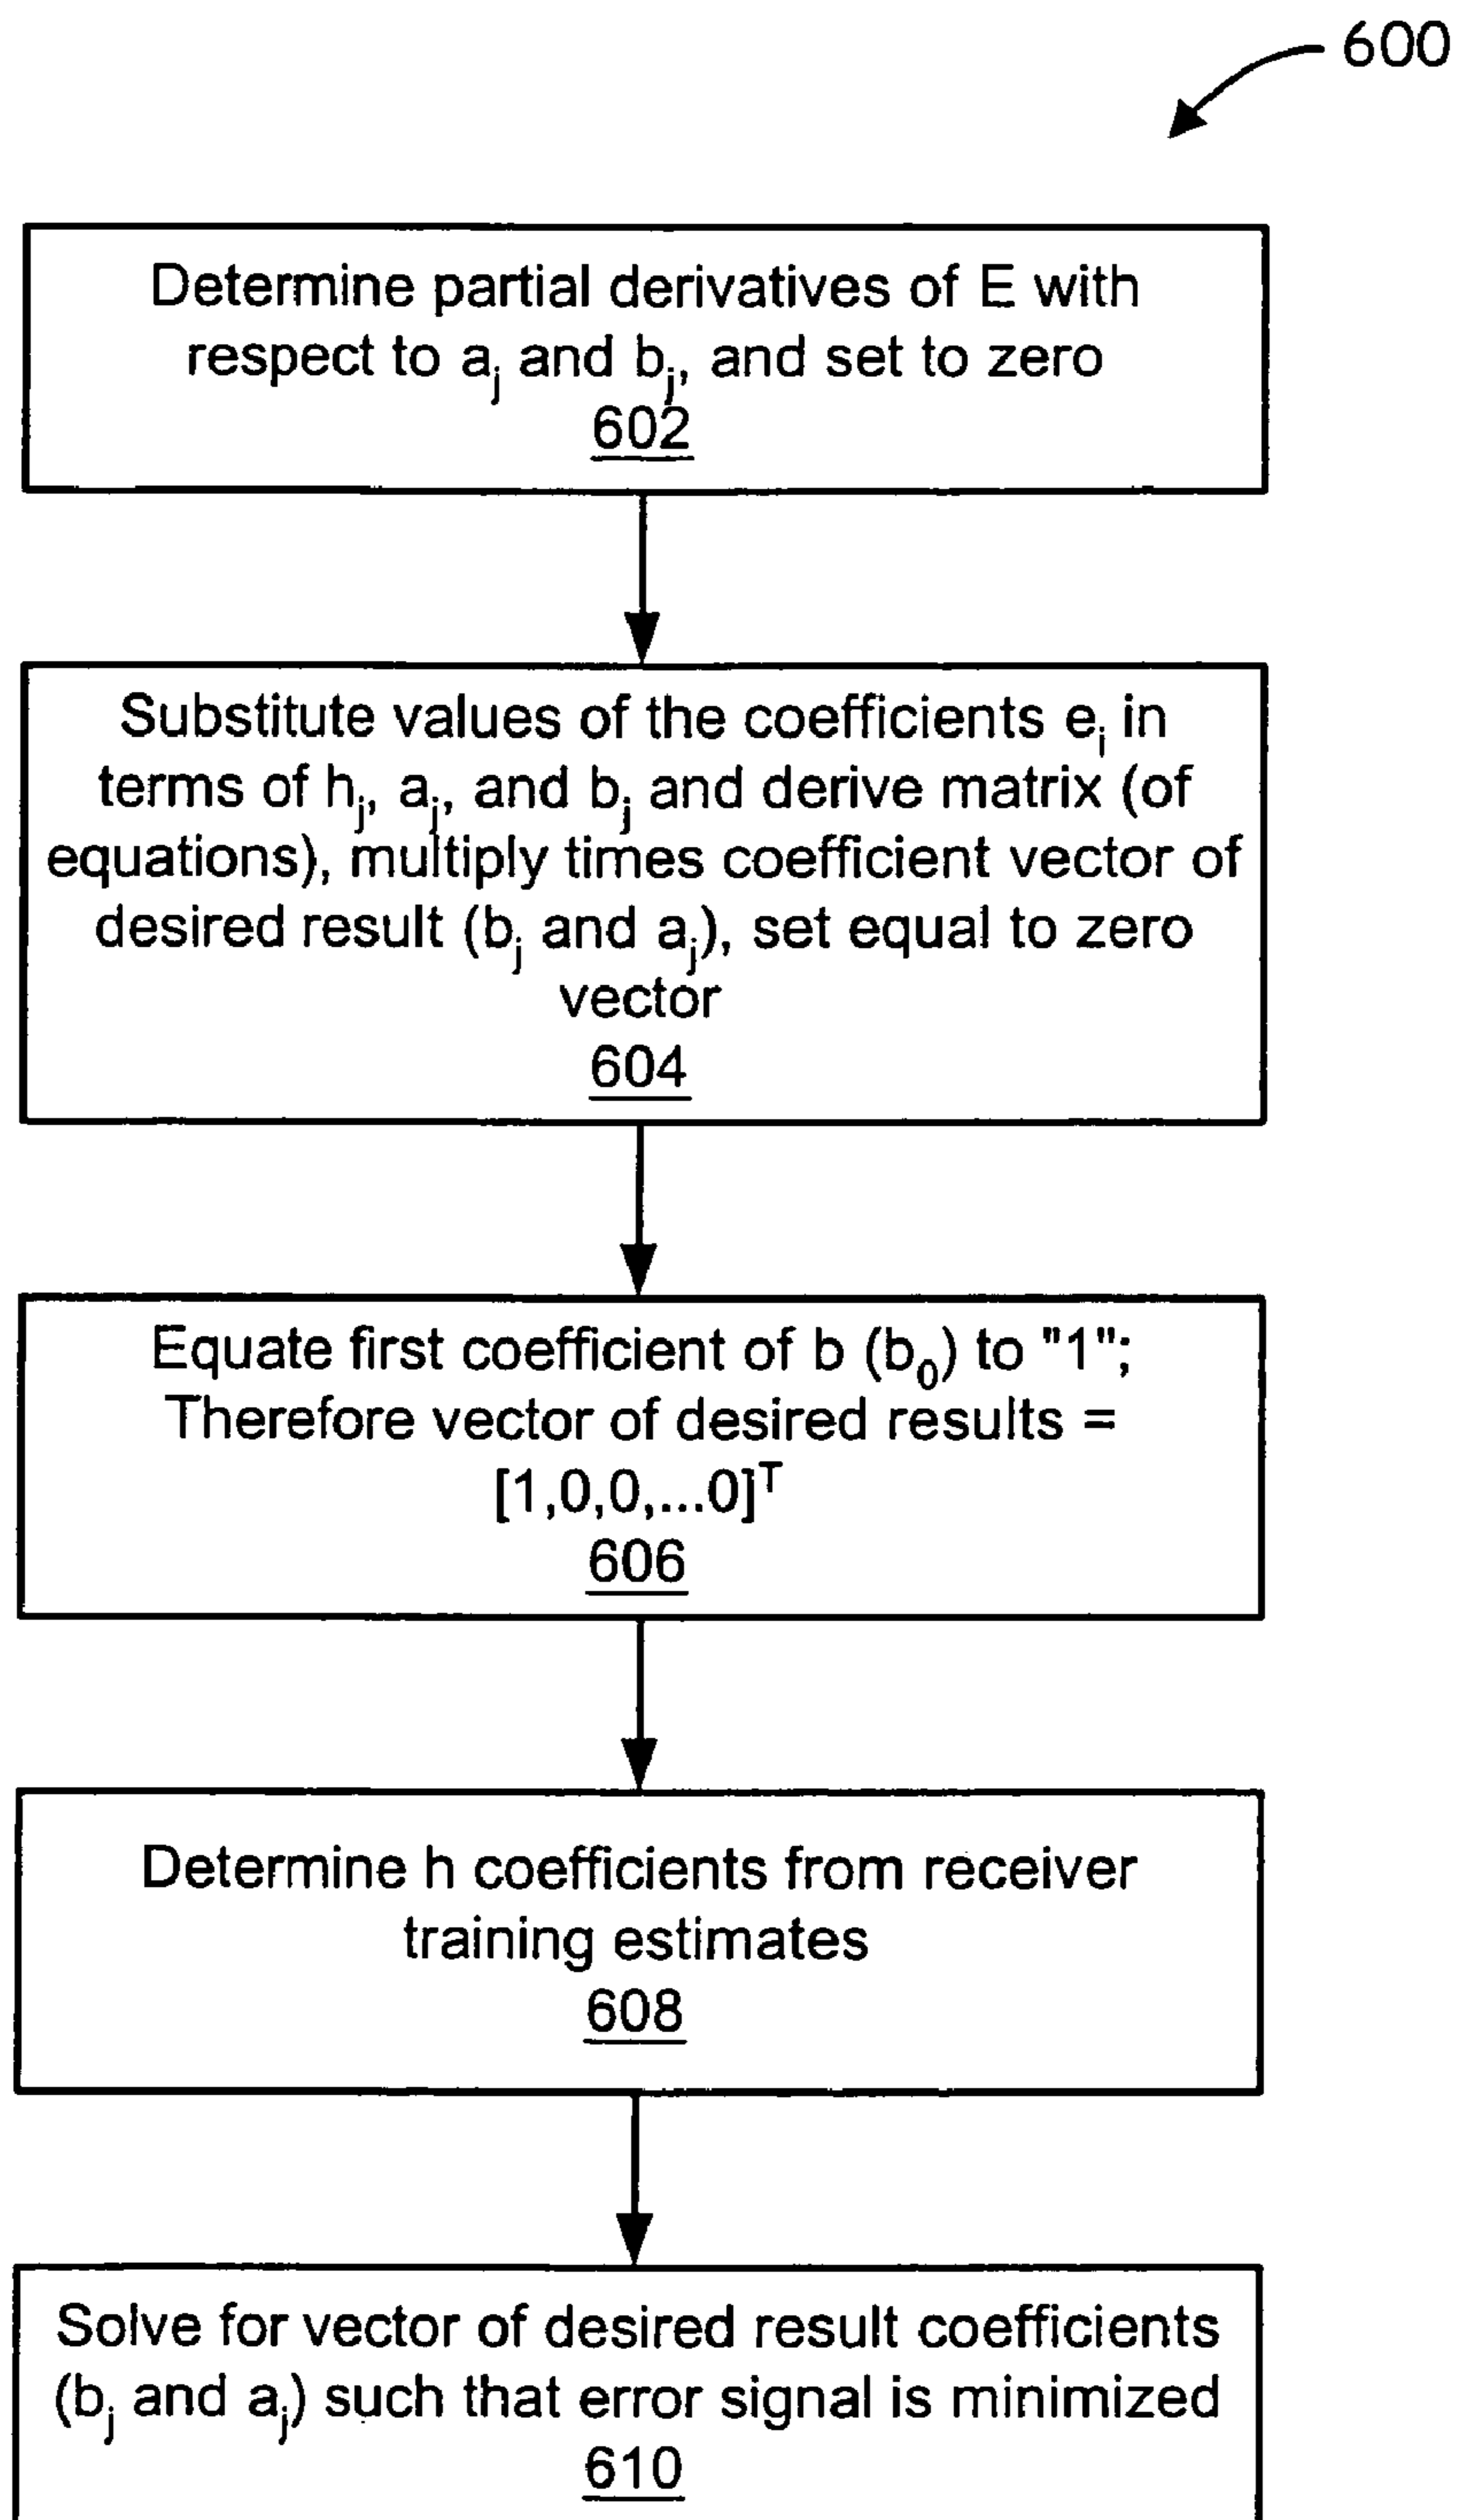 600
Determine partial derivatives of E with
respect to aj and bj, and set to zero
602
Substitute values of the coefficients ei in
terms of hj, aj, and bj and derive matrix (of
equations), multiply times coefficient vector of
desired result (bj and aj), set equal to zero
vector
604
Equate first coefficient of b (b0) to "1";
Therefore vector of desired results =
[1,0,0,...0]T
606
Determine h coefficients from receiver
training estimates
608
Solve for vector of desired result coefficients
(bj and aj) such that error signal is minimized
610